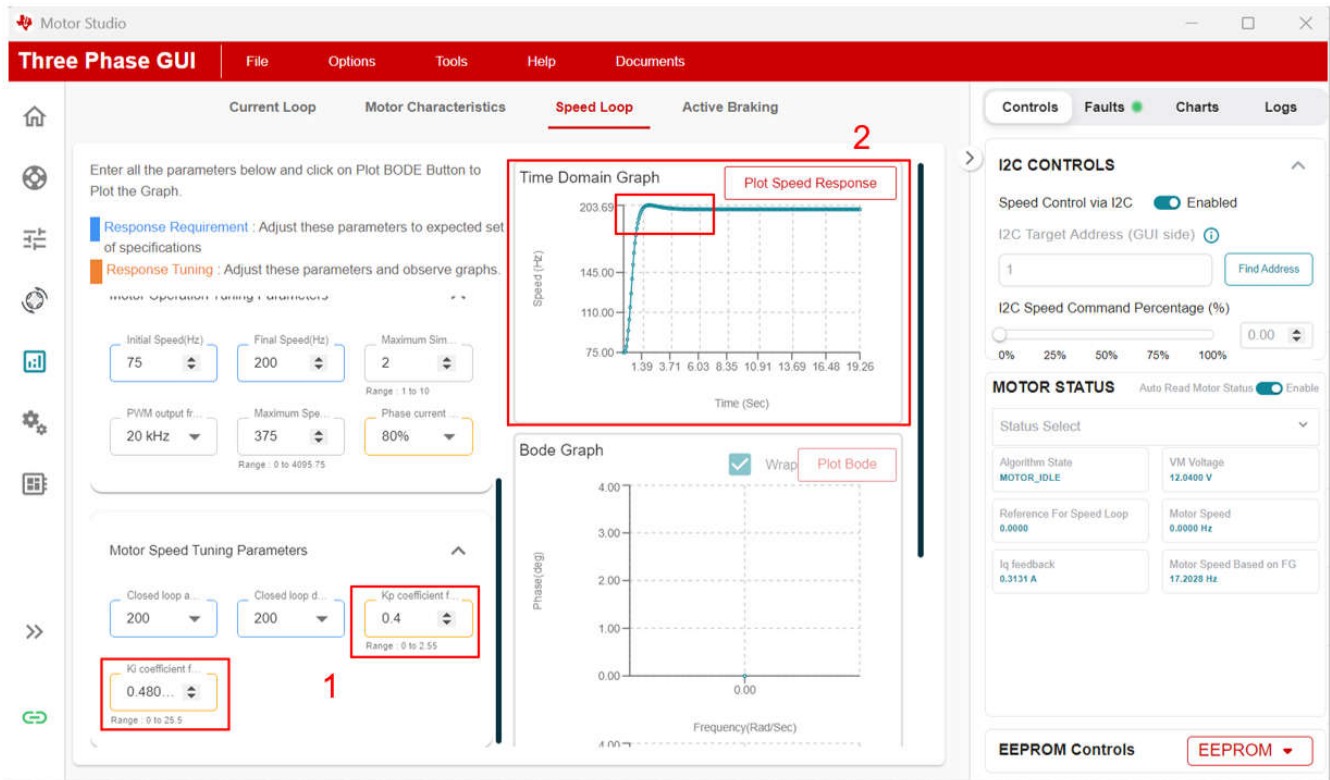 Motor Studio
Three Phase GUI
File
Options
Tools
Help
Documents
Current Loop
Motor Characteristics
Speed Loop
Active Braking
Enter all the parameters below and click on Plot BODE Button to
Plot the Graph.
Response Requirement : Adjust these parameters to expected set
of specifications
Response Tuning : Adjust these parameters and observe graphs.
Motor Operation Tuning Parameters
Initial Speed(Hz)
75
Final Speed(Hz)
200
Maximum Sim...
2
Range : 1 to 10
PWM output fr...
20 kHz
Maximum Spe...
375
Range : 0 to 4095.75
Phase current ...
80%
Motor Speed Tuning Parameters
Closed loop a...
200
Closed loop d...
200
Kp coefficient f...
0.4
Range : 0 to 2.55
Ki coefficient f...
0.480...
Range : 0 to 25.5
1
2
Time Domain Graph
Plot Speed Response
203.69
145.00
110.00
75.00
Speed (Hz)
1.39 3.71 6.03 8.35 10.91 13.69 16.48 19.26
Time (Sec)
Bode Graph
Wrap
Plot Bode
4.00
3.00
2.00
1.00
0.00
Phase(deg)
0.00
Frequency(Rad/Sec)
4.00
Controls
Faults
Charts
Logs
I2C CONTROLS
Speed Control via I2C
Enabled
I2C Target Address (GUI side)
1
Find Address
I2C Speed Command Percentage (%)
0.00
0% 25% 50% 75% 100%
MOTOR STATUS
Auto Read Motor Status
Enable
Status Select
Algorithm State
MOTOR_IDLE
VM Voltage
12.0400 V
Reference For Speed Loop
0.0000
Motor Speed
0.0000 Hz
Iq feedback
0.3131 A
Motor Speed Based on FG
17.2028 Hz
EEPROM Controls
EEPROM